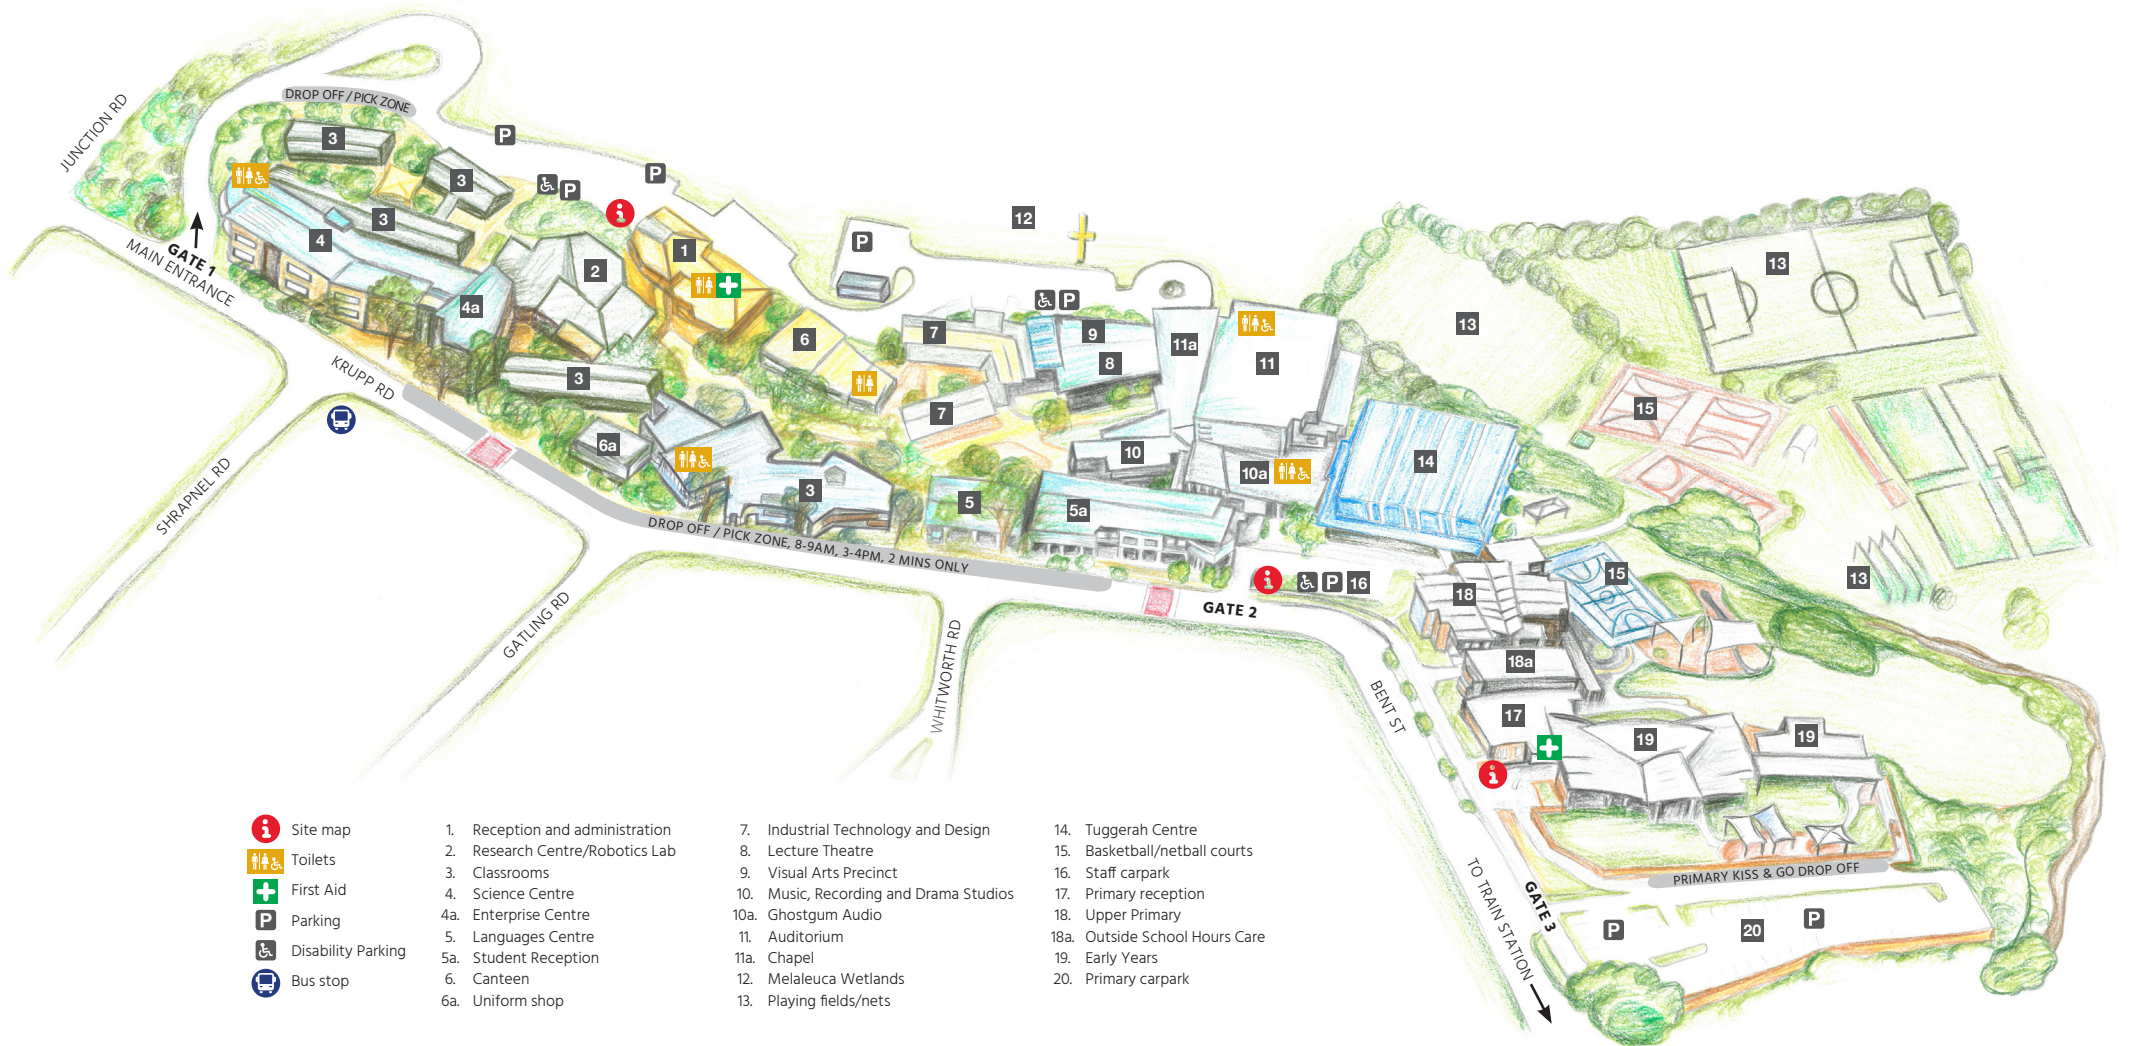 JUNCTION RD
DROP OFF / PICK ZONE
3
P
3
P
P
3
4
GATE 1
MAIN ENTRANCE
1
2
4a
12
P
13
13
6
7
9
8
11a
11
3
KRUPP RD
7
15
6a
3
10
10a
14
5
5a
SHRAPNEL RD
DROP OFF / PICK ZONE, 8-9AM, 3-4PM, 2 MINS ONLY
P
GATLING RD
WHITWORTH RD
GATE 2
P
16
18
15
13
18a
BENT ST
17
19
19
PRIMARY KISS & GO DROP OFF
GATE 3
TO TRAIN STATION
P
20
P
Site map
Toilets
First Aid
P Parking
Disability Parking
Bus stop
1. Reception and administration
2. Research Centre/Robotics Lab
3. Classrooms
4. Science Centre
4a. Enterprise Centre
5. Languages Centre
5a. Student Reception
6. Canteen
6a. Uniform shop
7. Industrial Technology and Design
8. Lecture Theatre
9. Visual Arts Precinct
10. Music, Recording and Drama Studios
10a. Ghostgum Audio
11. Auditorium
11a. Chapel
12. Melaleuca Wetlands
13. Playing fields/nets
14. Tuggerah Centre
15. Basketball/netball courts
16. Staff carpark
17. Primary reception
18. Upper Primary
18a. Outside School Hours Care
19. Early Years
20. Primary carpark